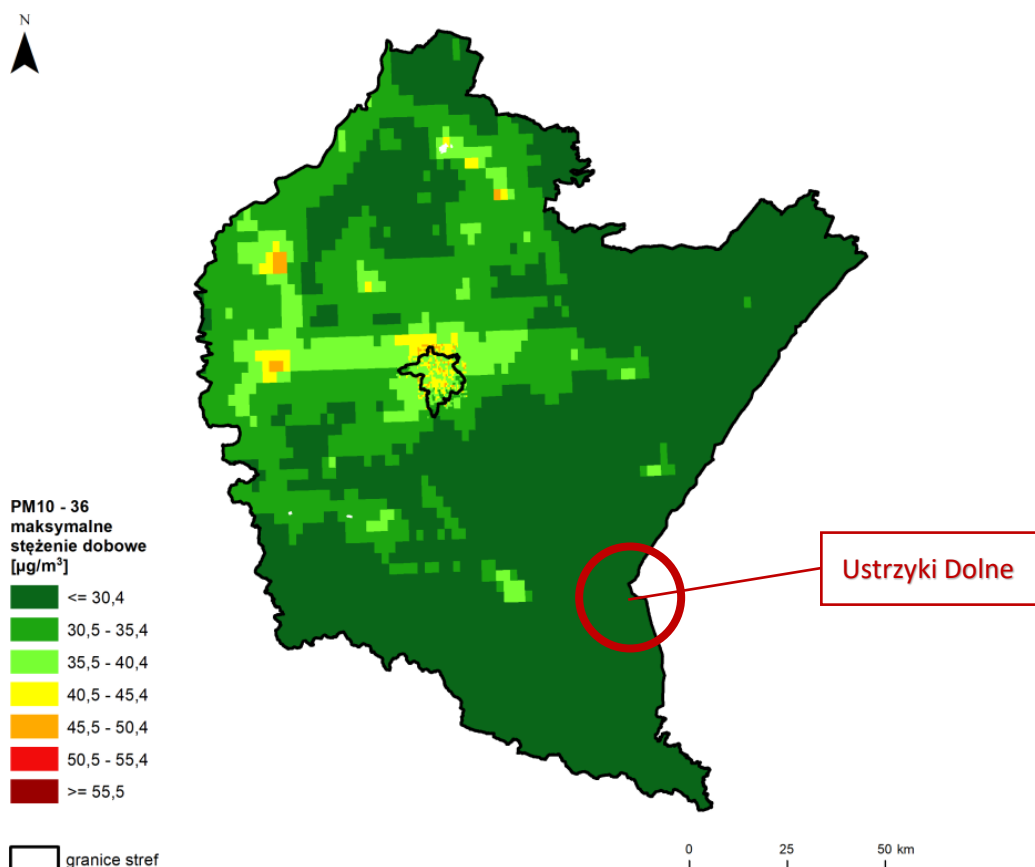 N
PM10 - 36
maksymalne
stężenie dobowe
[µg/m³]
<= 30,4
30,5 - 35,4
35,5 - 40,4
40,5 - 45,4
45,5 - 50,4
50,5 - 55,4
>= 55,5
granice stref
Ustrzyki Dolne
0 25 50 km